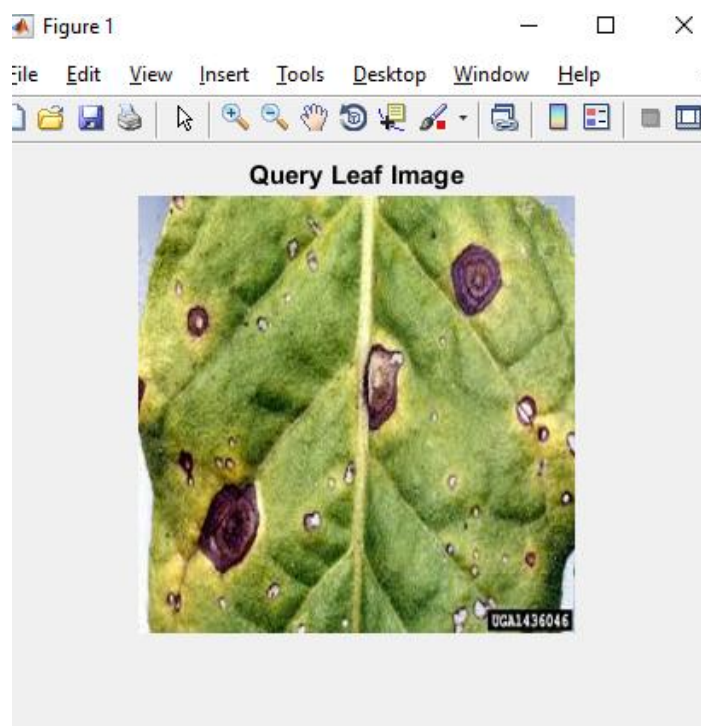 Figure 1
File Edit View Insert Tools Desktop Window Help
Query Leaf Image
UGA1436046